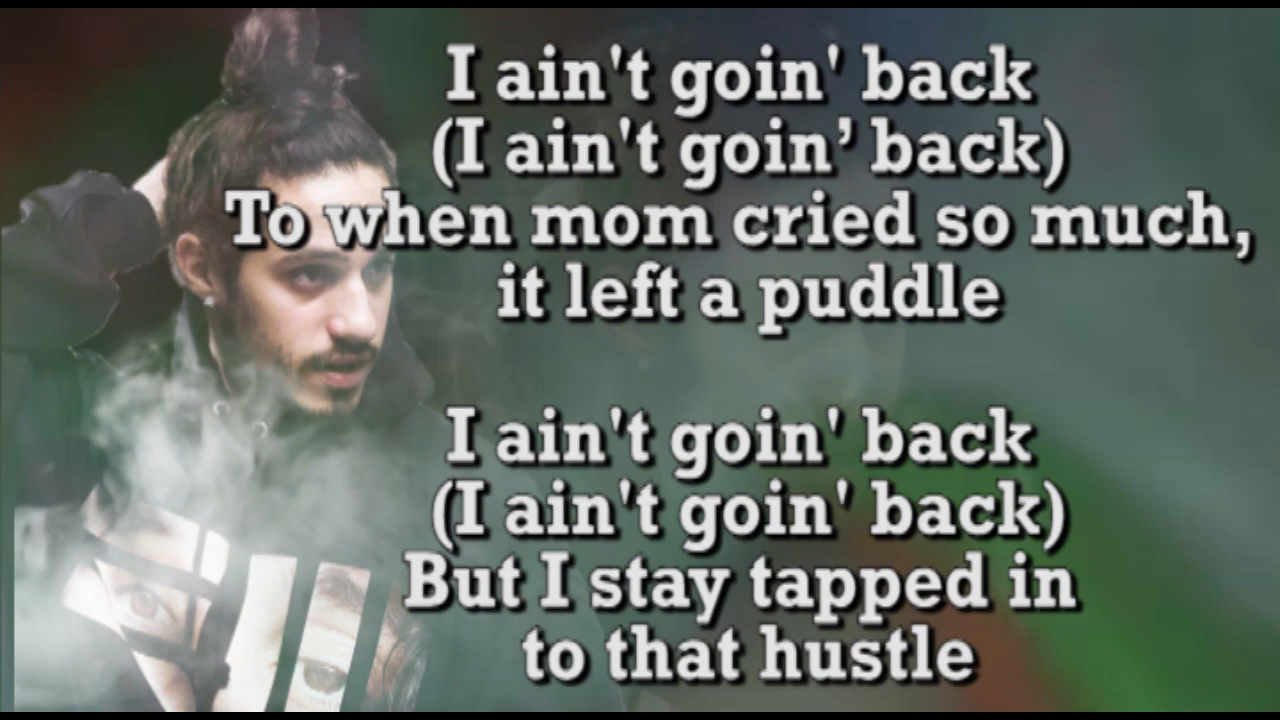 I ain't goin' back
(I ain't goin’ back)
To when mom cried so much,
it left a puddle
I ain't goin' back
(I ain't goin' back)
But I stay tapped in
to that hustle